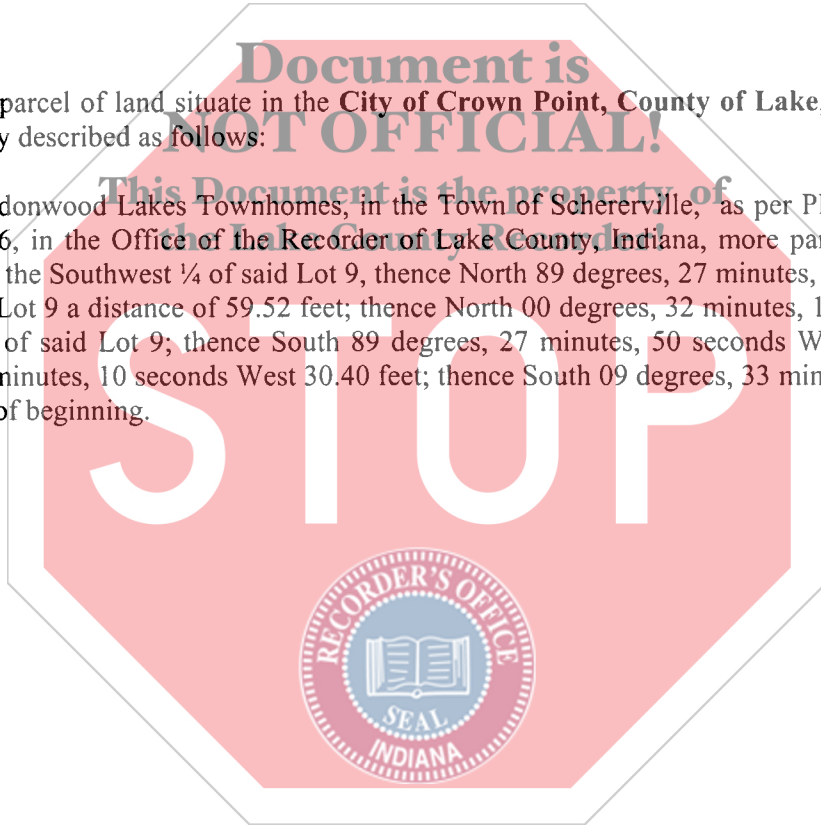 Document is
parcel of land situate in the City of Crown Point, County of Lake,
NOT OFFICIAL!
y described as follows:
This Document is the property of
donwood Lakes Townhomes, in the Town of Schererville, as per Pl
the Lake County Recorder!
6, in the Office of the Recorder of Lake County, Indiana, more par
the Southwest ¼ of said Lot 9, thence North 89 degrees, 27 minutes,
Lot 9 a distance of 59.52 feet; thence North 00 degrees, 32 minutes, 1
of said Lot 9; thence South 89 degrees, 27 minutes, 50 seconds W
minutes, 10 seconds West 30.40 feet; thence South 09 degrees, 33 min
of beginning.
STOP
RECORDER'S OFFICE
SEAL
INDIANA